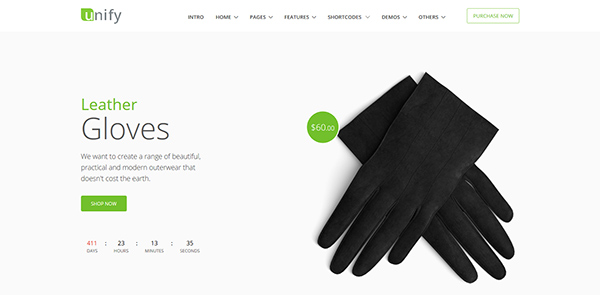 unify
INTRO HOME PAGES FEATURES SHORTCODES DEMOS OTHERS PURCHASE NOW
Leather
Gloves
$60.00
We want to create a range of beautiful,
practical and modern outerwear that
doesn't cost the earth.
SHOP NOW
411 : 23 : 13 : 35
DAYS HOURS MINUTES SECONDS